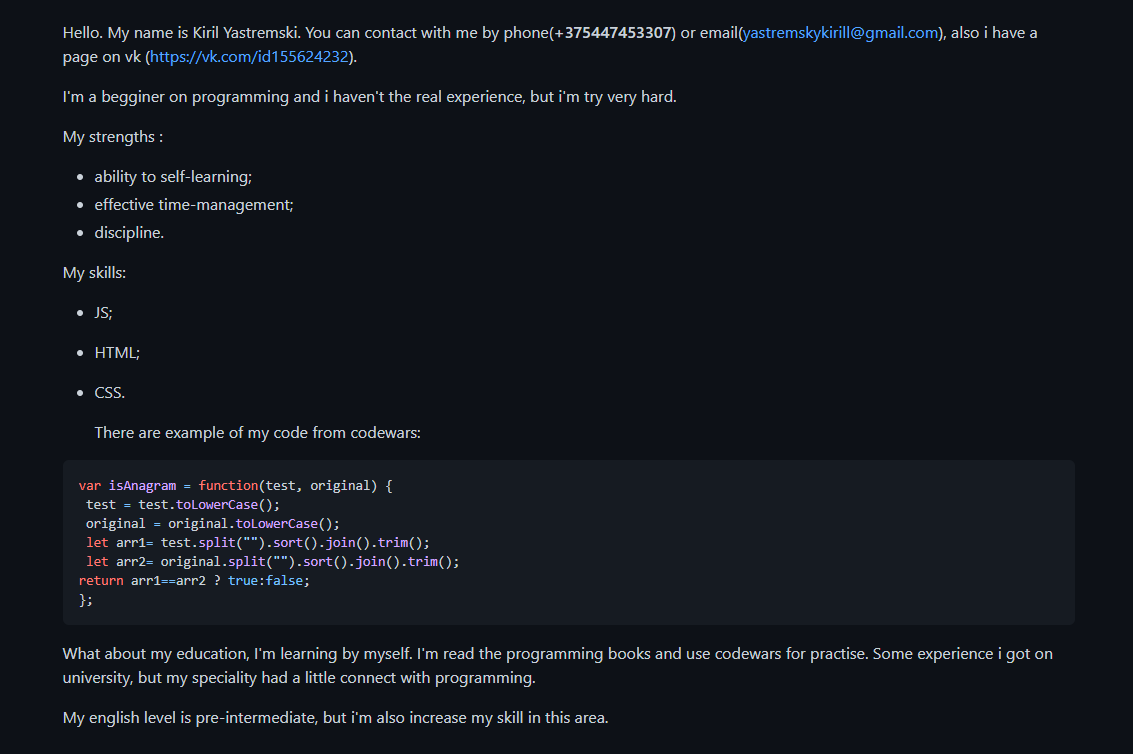 Hello. My name is Kiril Yastremski. You can contact with me by phone(+375447453307) or email(yastremskykirill@gmail.com), also i have a
page on vk (https://vk.com/id155624232).
I'm a begginer on programming and i haven't the real experience, but i'm try very hard.
My strengths :
• ability to self-learning;
• effective time-management;
• discipline.
My skills:
• JS;
• HTML;
• CSS.
There are example of my code from codewars:
var isAnagram = function(test, original) {
 test = test.toLowerCase();
 original = original.toLowerCase();
 let arr1= test.split("").sort().join().trim();
 let arr2= original.split("").sort().join().trim();
return arr1==arr2 ? true:false;
};
What about my education, I'm learning by myself. I'm read the programming books and use codewars for practise. Some experience i got on
university, but my speciality had a little connect with programming.
My english level is pre-intermediate, but i'm also increase my skill in this area.